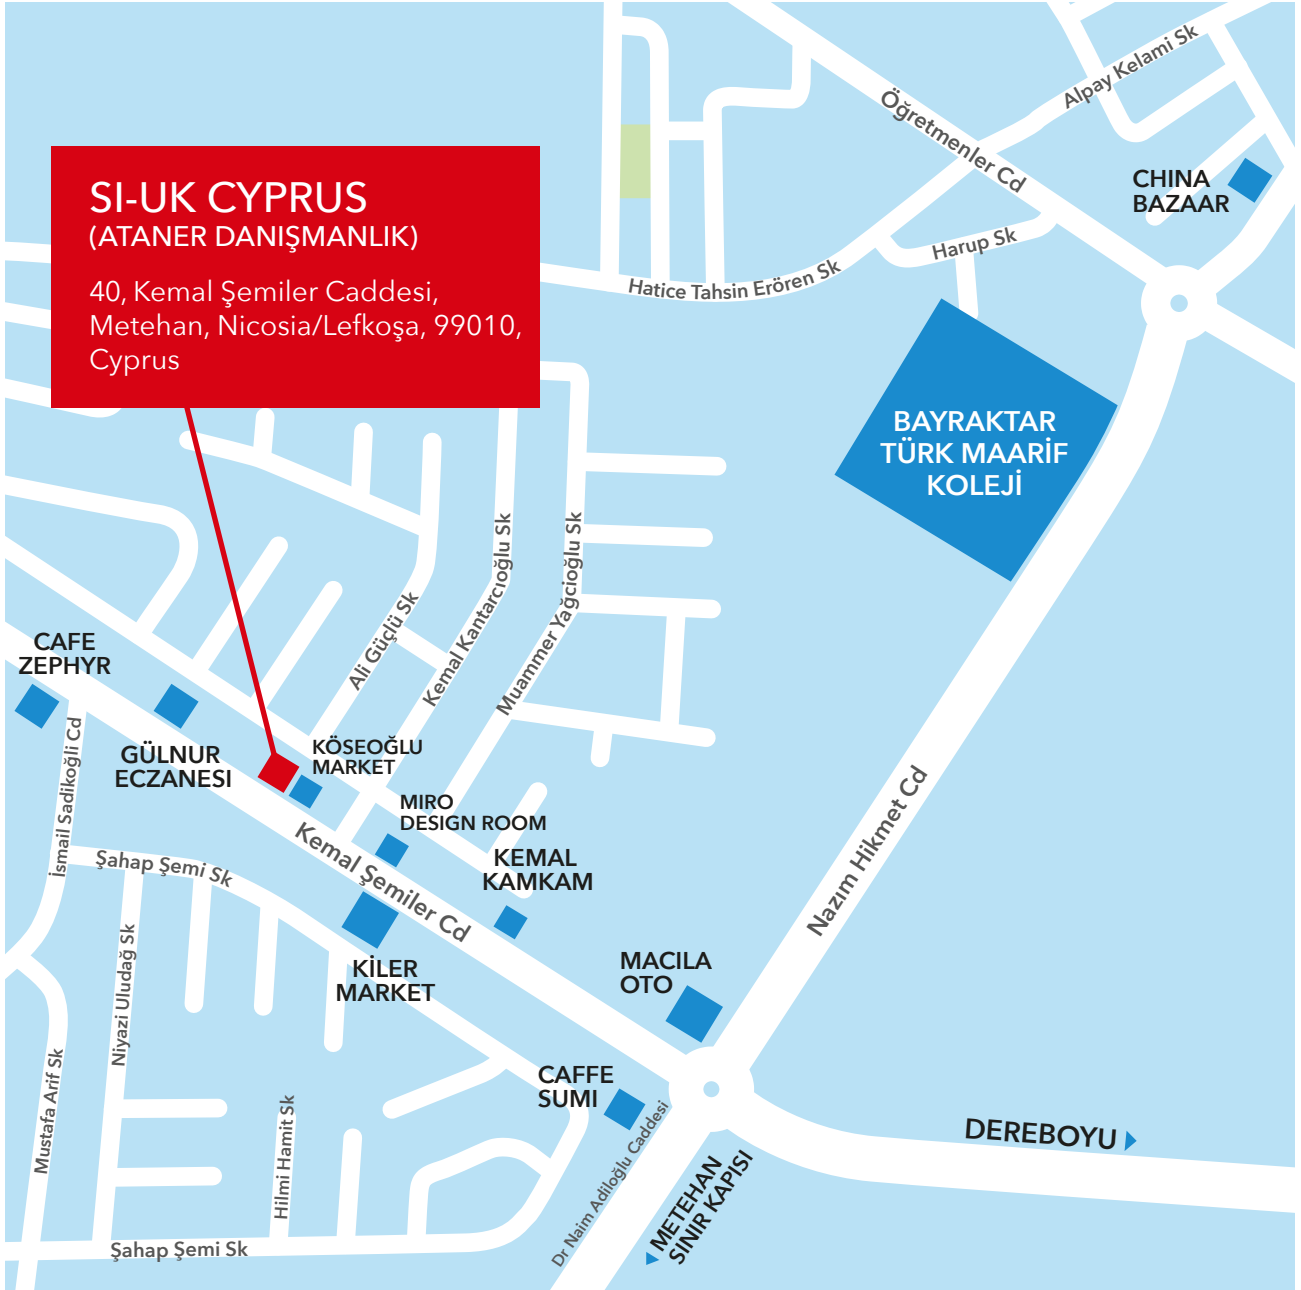 Alpay Kelami Sk
Öğretmenler Cd
CHINA
BAZAAR
SI-UK CYPRUS
(ATANER DANIŞMANLIK)
40, Kemal Şemiler Caddesi,
Metehan, Nicosia/Lefkoşa, 99010,
Cyprus
Harup Sk
Hatice Tahsin Erören Sk
BAYRAKTAR
TÜRK MAARİF
KOLEJİ
Kemal Kantarcıoğlu Sk
Muammer Yağcioğlu Sk
Ali Güçlü Sk
CAFE
ZEPHYR
GÜLNUR
ECZANESI
KÖSEOĞLU
MARKET
İsmail Sadikoğli Cd
MIRO
DESIGN ROOM
Kemal Şemiler Cd
KEMAL
KAMKAM
Nazım Hikmet Cd
Şahap Şemi Sk
Niyazi Uludağ Sk
KİLER
MARKET
MACILA
OTO
Mustafa Arif Sk
CAFFE
SUMI
Hilmi Hamit Sk
Dr Naim Adiloğlu Caddesi
DEREBOYU
METEHAN
SINIR KAPISI
Şahap Şemi Sk